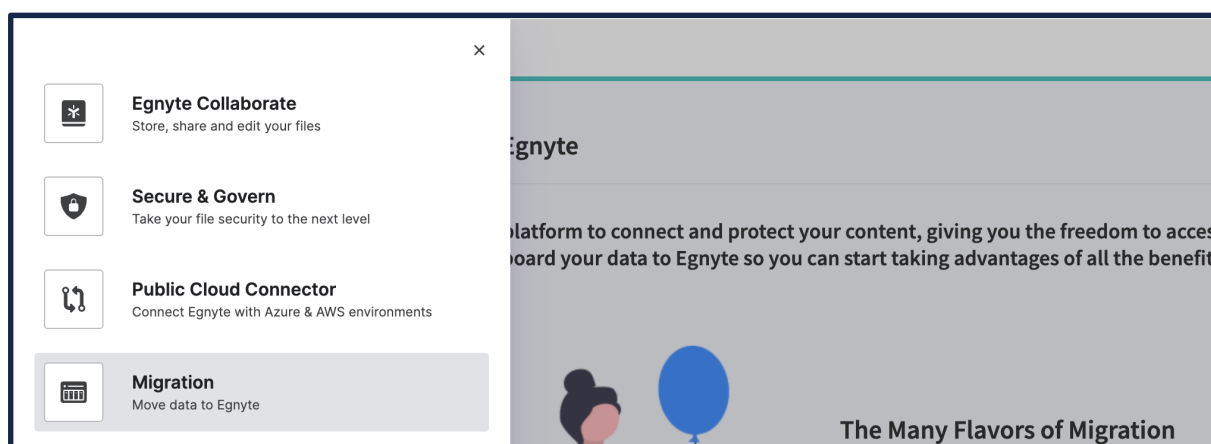 Egnyte Collaborate
Store, share and edit your files
Secure & Govern
Take your file security to the next level
Public Cloud Connector
Connect Egnyte with Azure & AWS environments
Migration
Move data to Egnyte
Egnyte
platform to connect and protect your content, giving you the freedom to
your data to Egnyte so you can start taking advantages of all the
The Many Flavors of Migration